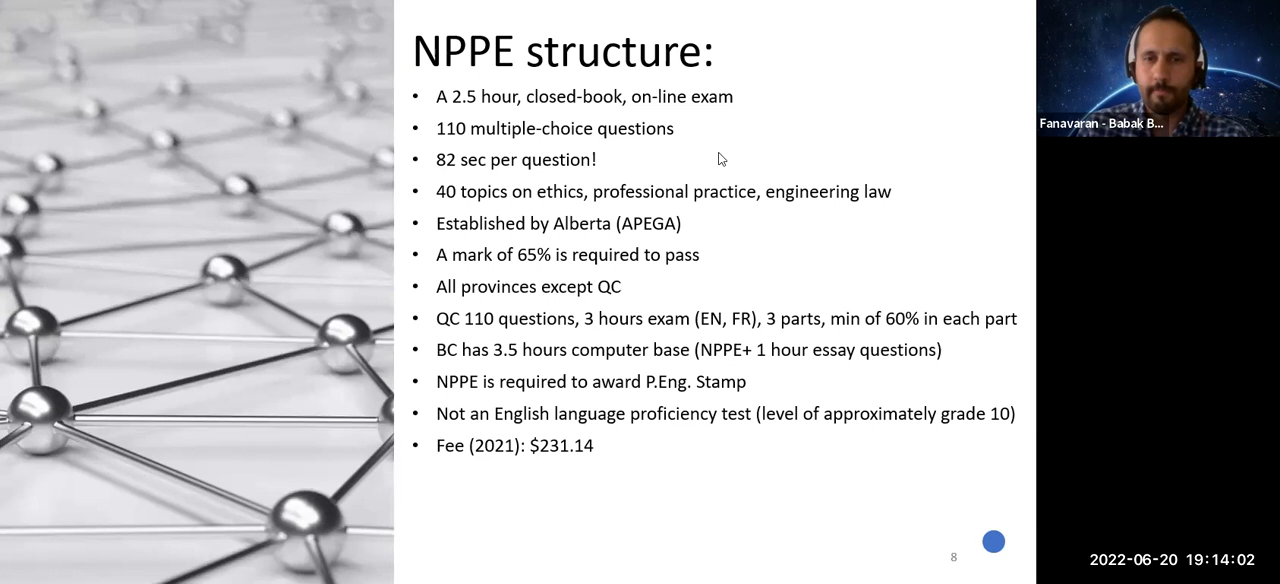 NPPE structure:
• A 2.5 hour, closed-book, on-line exam
• 110 multiple-choice questions
• 82 sec per question!
• 40 topics on ethics, professional practice, engineering law
• Established by Alberta (APEGA)
• A mark of 65% is required to pass
• All provinces except QC
• QC 110 questions, 3 hours exam (EN, FR), 3 parts, min of 60% in each part
• BC has 3.5 hours computer base (NPPE+ 1 hour essay questions)
• NPPE is required to award P.Eng. Stamp
• Not an English language proficiency test (level of approximately grade 10)
• Fee (2021): $231.14
8
Fanavaran - Babak B...
2022-06-20 19:14:02